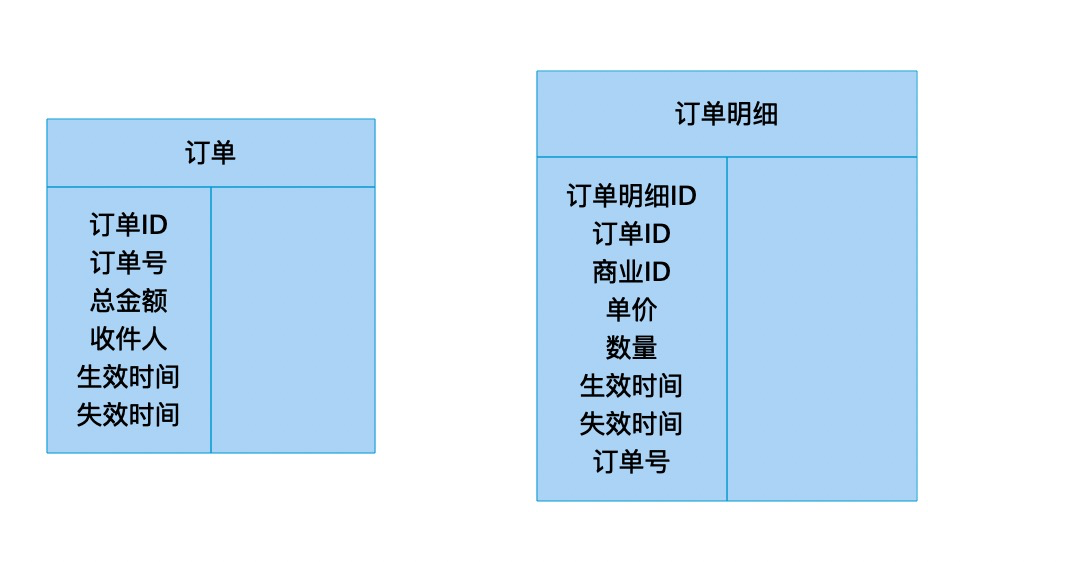 订单
订单ID
订单号
总金额
收件人
生效时间
失效时间
订单明细
订单明细ID
订单ID
商业ID
单价
数量
生效时间
失效时间
订单号